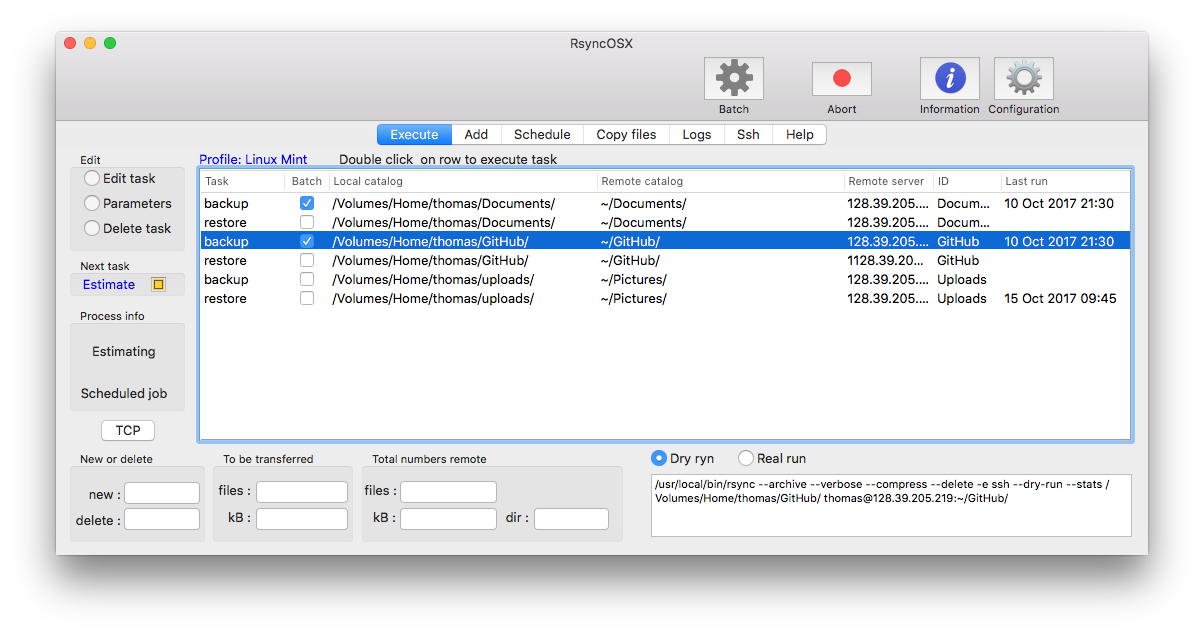 RsyncOSX
Batch
Abort
Information
Configuration
Execute
Add
Schedule
Copy files
Logs
Ssh
Help
Edit
Edit task
Parameters
Delete task
Next task
Estimate
Process info
Estimating
Scheduled job
TCP
Profile: Linux Mint
Double click on row to execute task
Task Batch Local catalog Remote catalog Remote server ID Last run
backup /Volumes/Home/thomas/Documents/ ~/Documents/ 128.39.205.... Docum... 10 Oct 2017 21:30
restore /Volumes/Home/thomas/Documents/ ~/Documents/ 128.39.205.... Docum...
backup /Volumes/Home/thomas/GitHub/ ~/GitHub/ 128.39.205.... GitHub 10 Oct 2017 21:30
restore /Volumes/Home/thomas/GitHub/ ~/GitHub/ 1128.39.20... GitHub
backup /Volumes/Home/thomas/uploads/ ~/Pictures/ 128.39.205.... Uploads
restore /Volumes/Home/thomas/uploads/ ~/Pictures/ 128.39.205.... Uploads 15 Oct 2017 09:45
New or delete
new :
delete :
To be transferred
files :
kB :
Total numbers remote
files :
kB :
dir :
Dry ryn
Real run
/usr/local/bin/rsync --archive --verbose --compress --delete -e ssh --dry-run --stats /
Volumes/Home/thomas/GitHub/ thomas@128.39.205.219:~/GitHub/